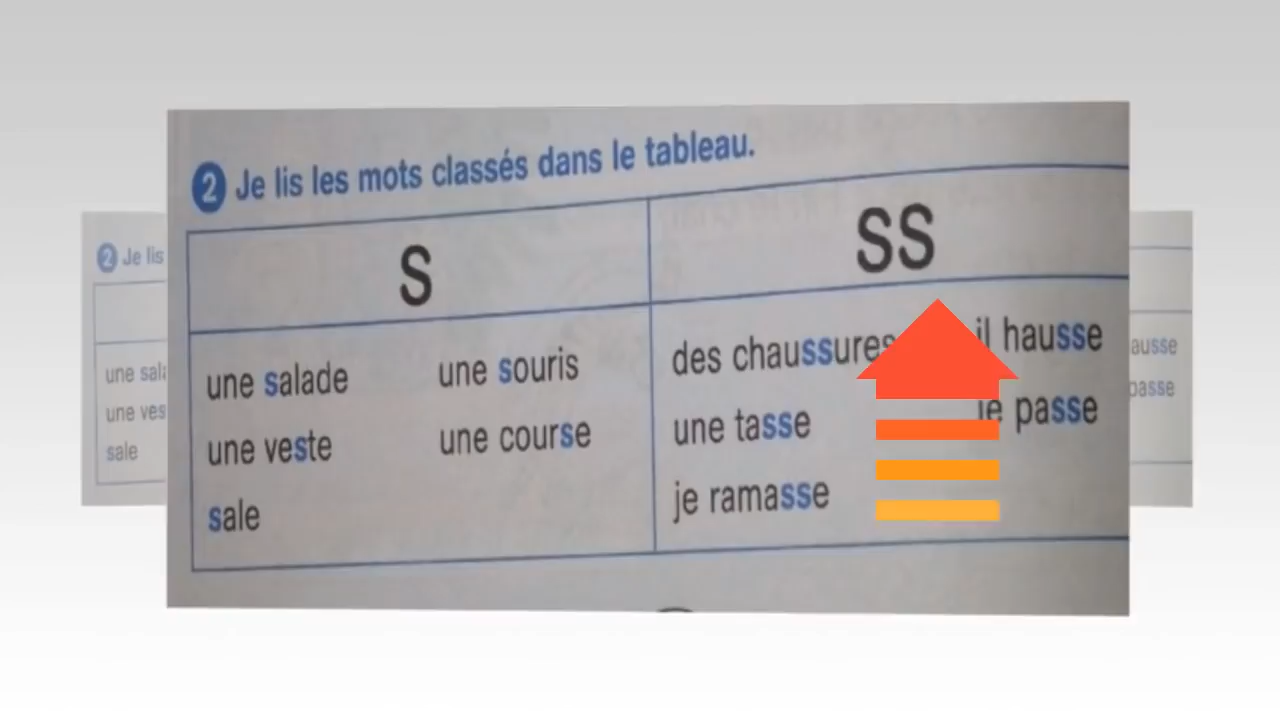 2 Je lis les mots classés dans le tableau.
s ss
une salade une souris des chaussures il hausse
une veste une course une tasse je passe
sale je ramasse